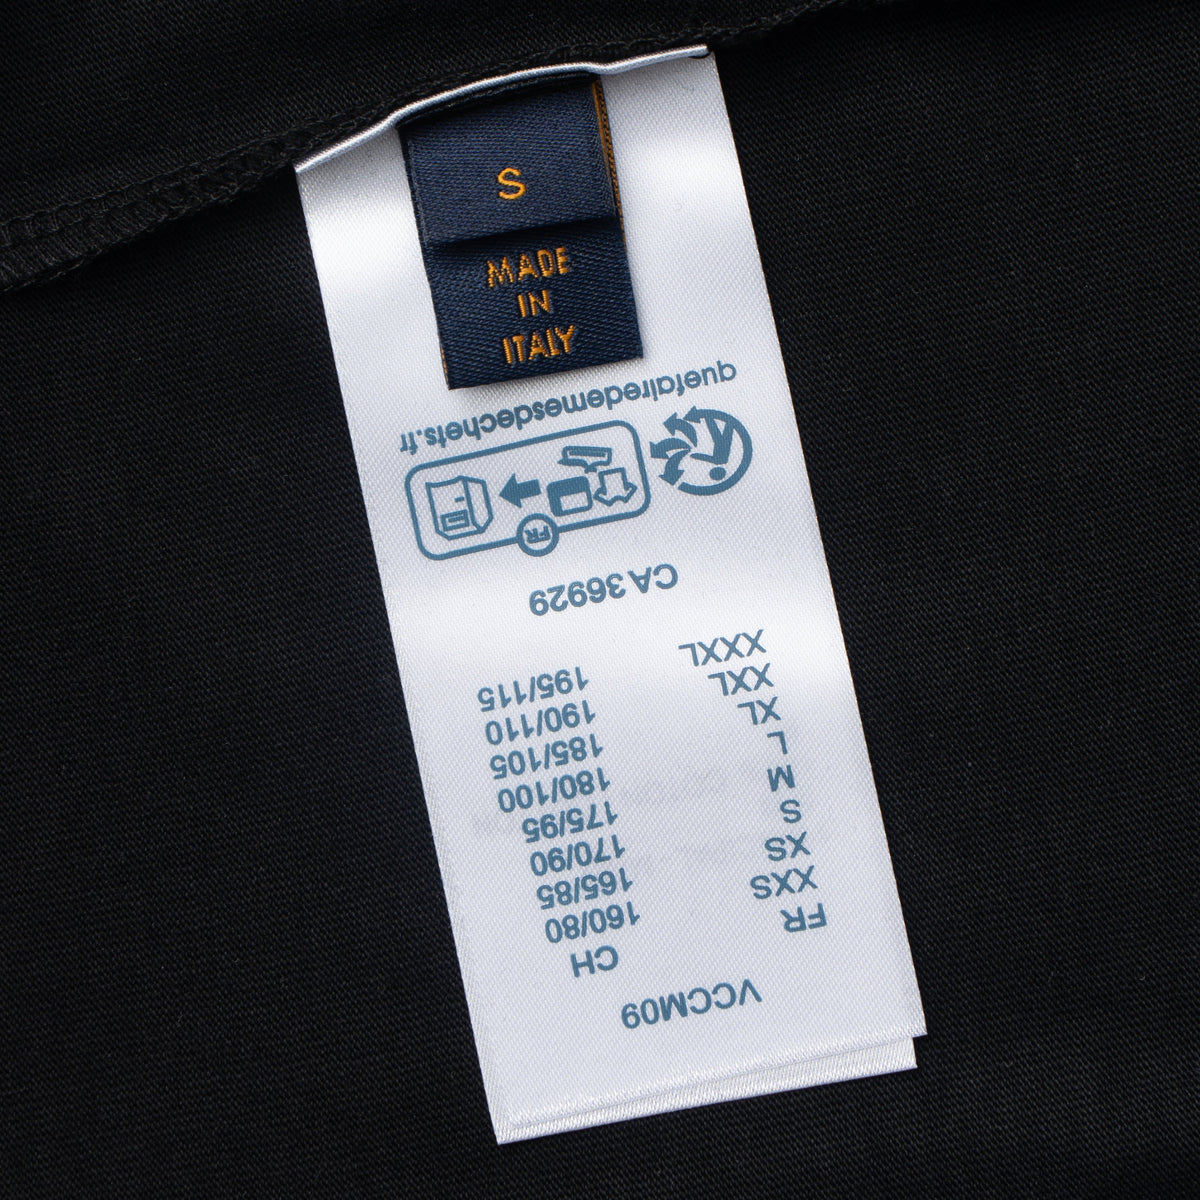 S
MADE
IN
ITALY
VCCM09
FR CH
XXS 160/80
XS 165/85
S 170/90
M 175/95
L 180/100
XL 185/105
XXL 190/110
XXXL 195/115
CA 36929
FR
quefairedemesdechets.fr